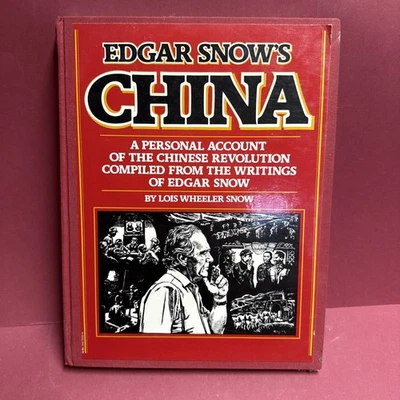 EDGAR SNOW'S
CHINA
A PERSONAL ACCOUNT
OF THE CHINESE REVOLUTION
COMPILED FROM THE WRITINGS
OF EDGAR SNOW
BY LOIS WHEELER SNOW